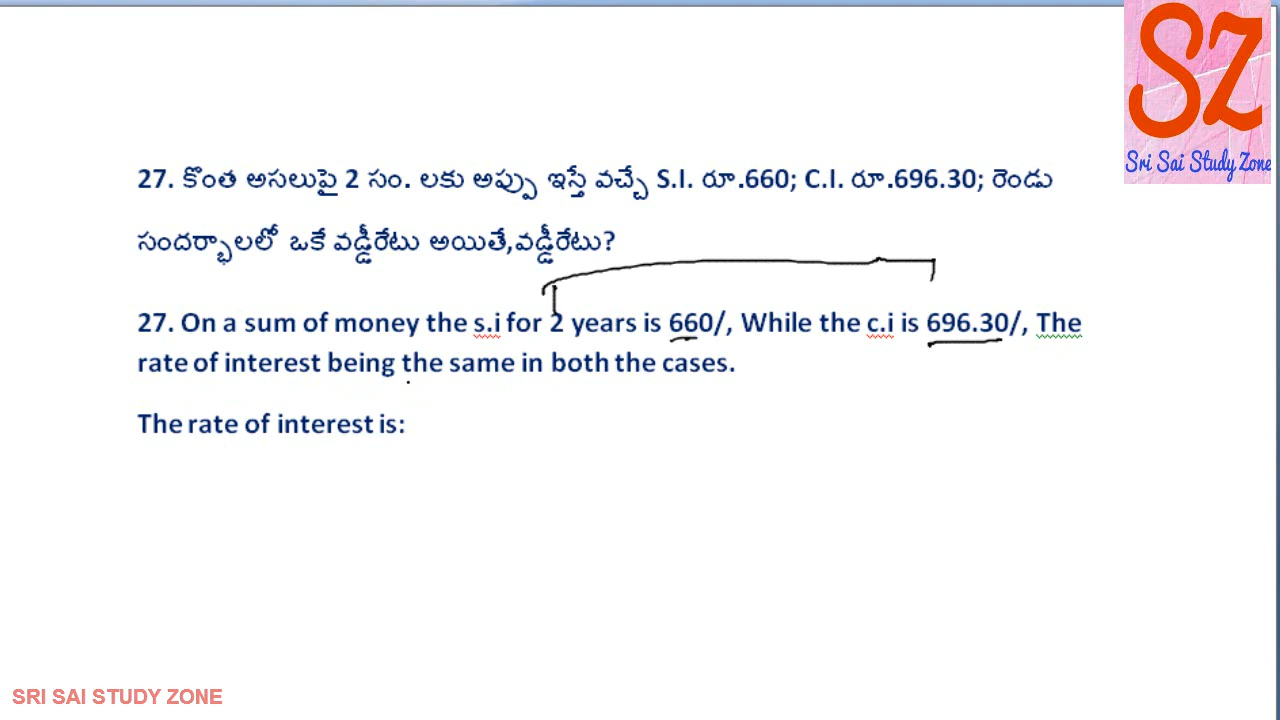 SZ
Sri Sai Study Zone
27. కొంత అసలుపై 2 సం. లకు అప్పు ఇస్తే వచ్చే S.I. రూ.660; C.I. రూ.696.30; రెండు
సందర్భాలలో ఒకే వడ్డీరేటు అయితే,వడ్డీరేటు?
27. On a sum of money the s.i for 2 years is 660/, While the c.i is 696.30/, The
rate of interest being the same in both the cases.
The rate of interest is:
SRI SAI STUDY ZONE